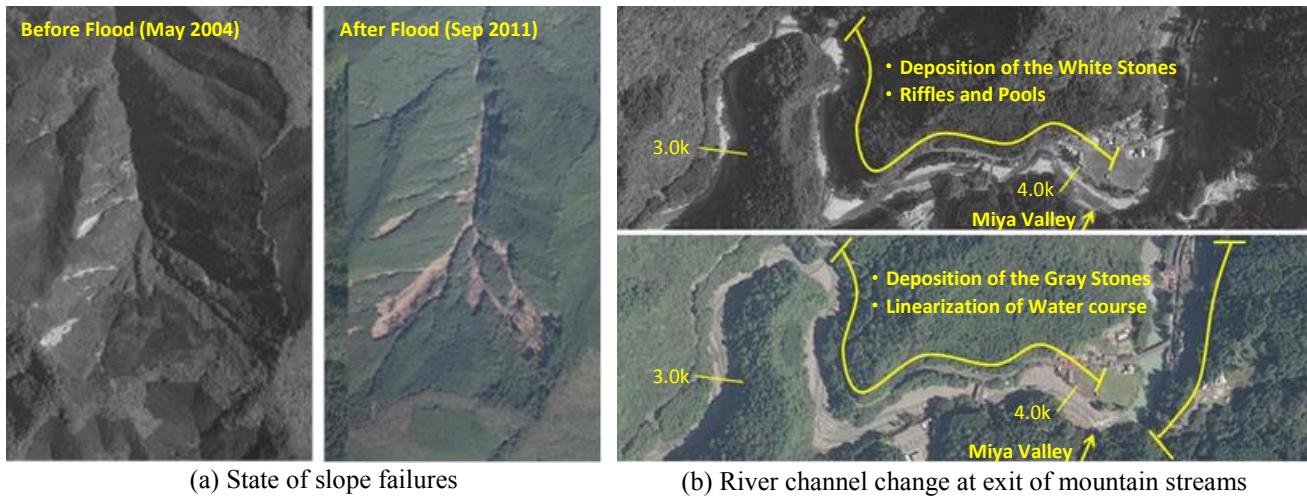 Before Flood (May 2004)
After Flood (Sep 2011)
(a) State of slope failures
• Deposition of the White Stones
• Riffles and Pools
3.0k
4.0k
Miya Valley
• Deposition of the Gray Stones
• Linearization of Water course
3.0k
4.0k
Miya Valley
(b) River channel change at exit of mountain streams